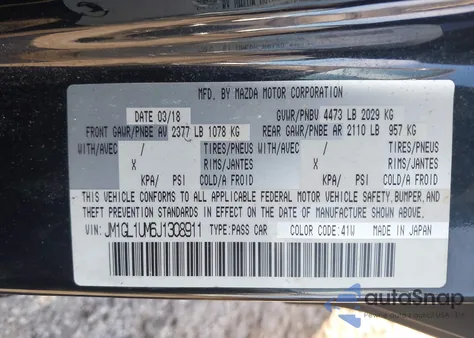 MFD. BY MAZDA MOTOR CORPORATION
DATE 03/18 GVWR/PNBV 4473 LB 2029 KG
FRONT GAWR/PNBE AV 2377 LB 1078 KG REAR GAWR/PNBE AR 2110 LB 957 KG
WITH/AVEC / TIRES/PNEUS WITH/AVEC / TIRES/PNEUS
X RIMS/JANTES X RIMS/JANTES
KPA/ PSI COLD/A FROID KPA/ PSI COLD/A FROID
THIS VEHICLE CONFORMS TO ALL APPLICABLE FEDERAL MOTOR VEHICLE SAFETY, BUMPER, AND
THEFT PREVENTION STANDARDS IN EFFECT ON THE DATE OF MANUFACTURE SHOWN ABOVE.
VIN: JM1GL1UM6J1308911 TYPE: PASS CAR COLOR CODE: 41W MADE IN JAPAN
autoSnap